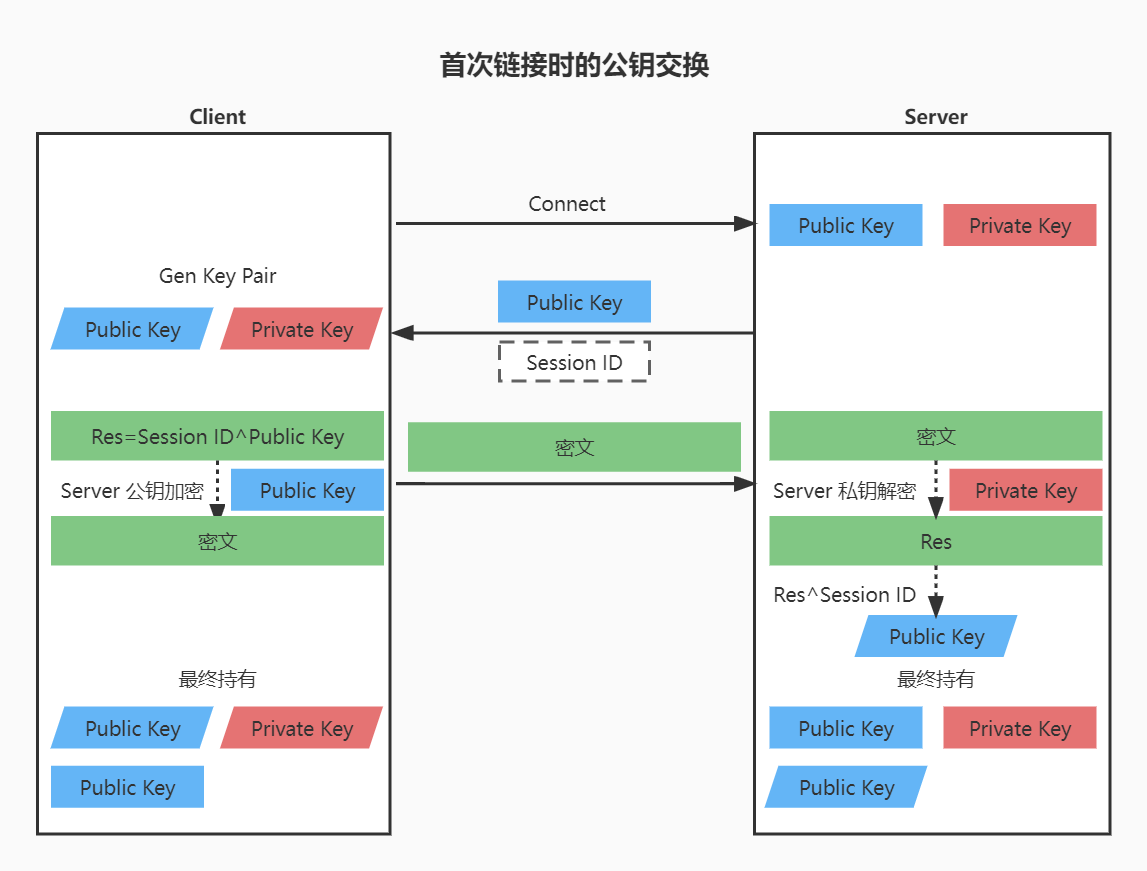 首次链接时的公钥交换
Client
Server
Connect
Public Key
Private Key
Gen Key Pair
Public Key
Private Key
Public Key
Session ID
Res=Session ID^Public Key
密文
密文
Server 公钥加密
Public Key
Server 私钥解密
Private Key
密文
Res
Res^Session ID
Public Key
最终持有
最终持有
Public Key
Private Key
Public Key
Private Key
Public Key
Public Key